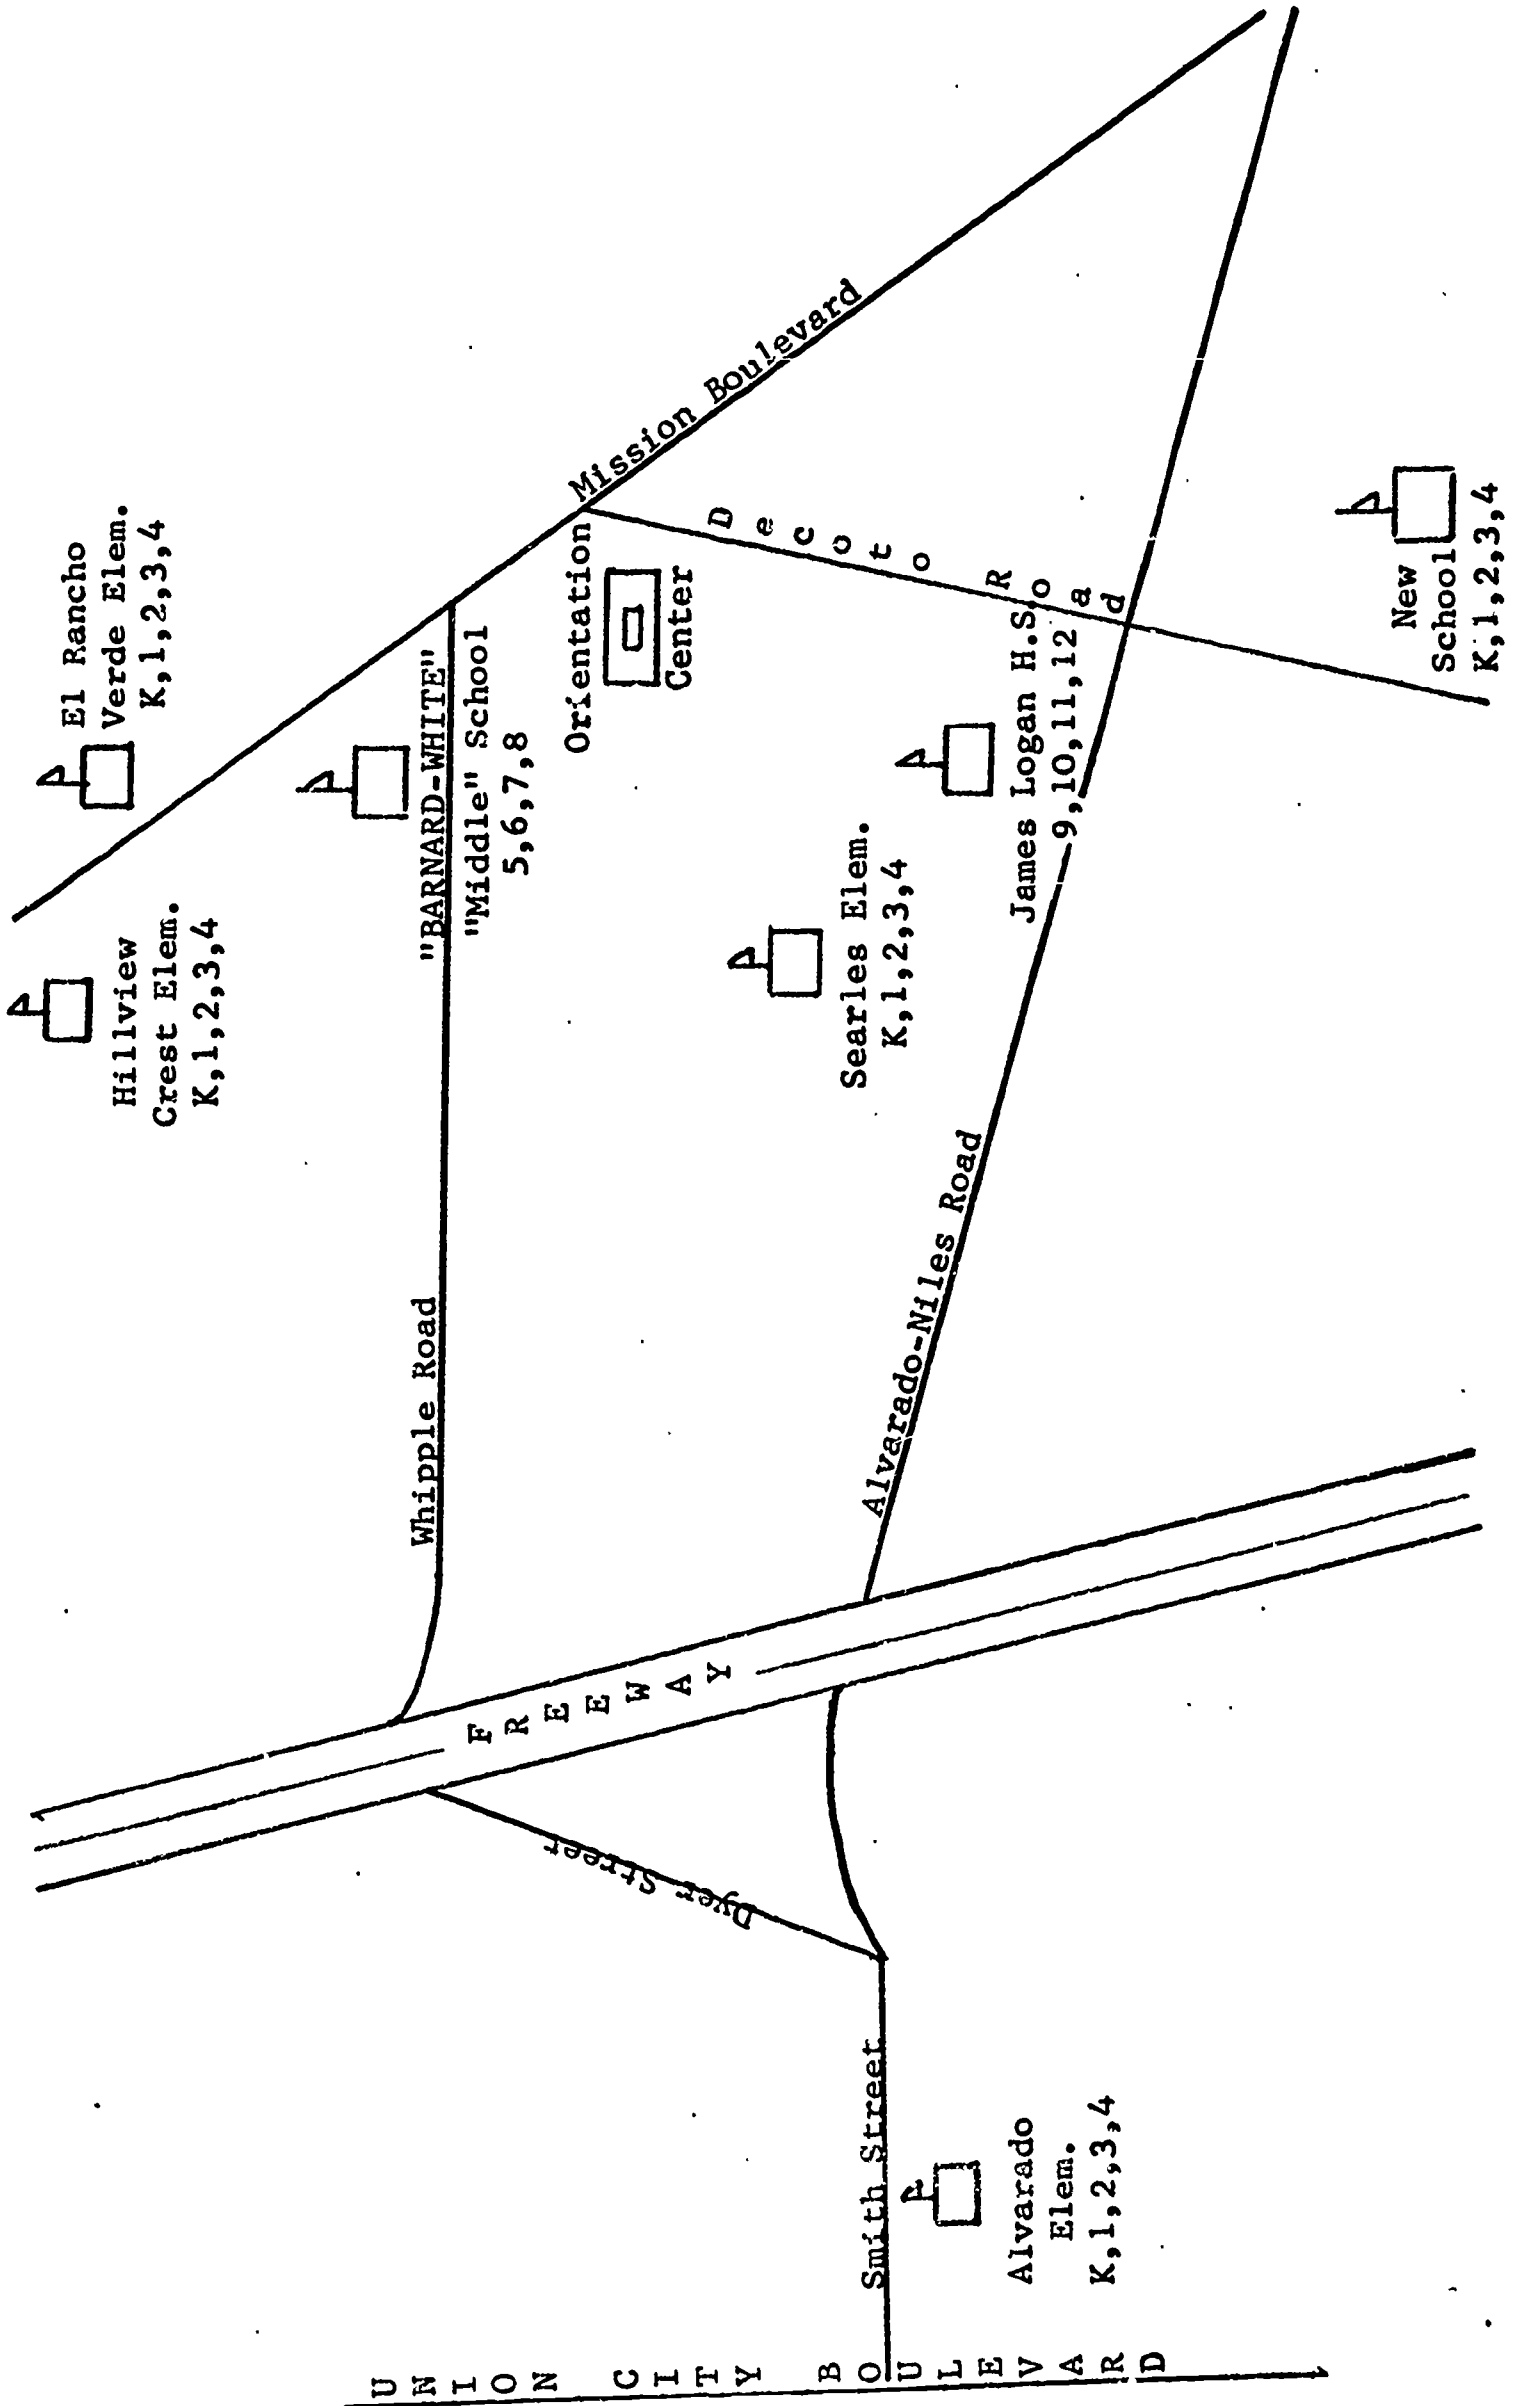 El Rancho
Verde Elem.
K,1,2,3,4
Hillview
Crest Elem.
K,1,2,3,4
"BARNARD-WHITE"
"Middle" School
5,6,7,8
Mission Boulevard
Orientation
Center
Decoto Road
Whipple Road
Searles Elem.
K,1,2,3,4
James Logan H.S.
9,10,11,12
New
School
K,1,2,3,4
Alvarado-Niles Road
FREEWAY
Dyer Street
Smith Street
Alvarado
Elem.
K,1,2,3,4
UNION CITY BOULEVARD